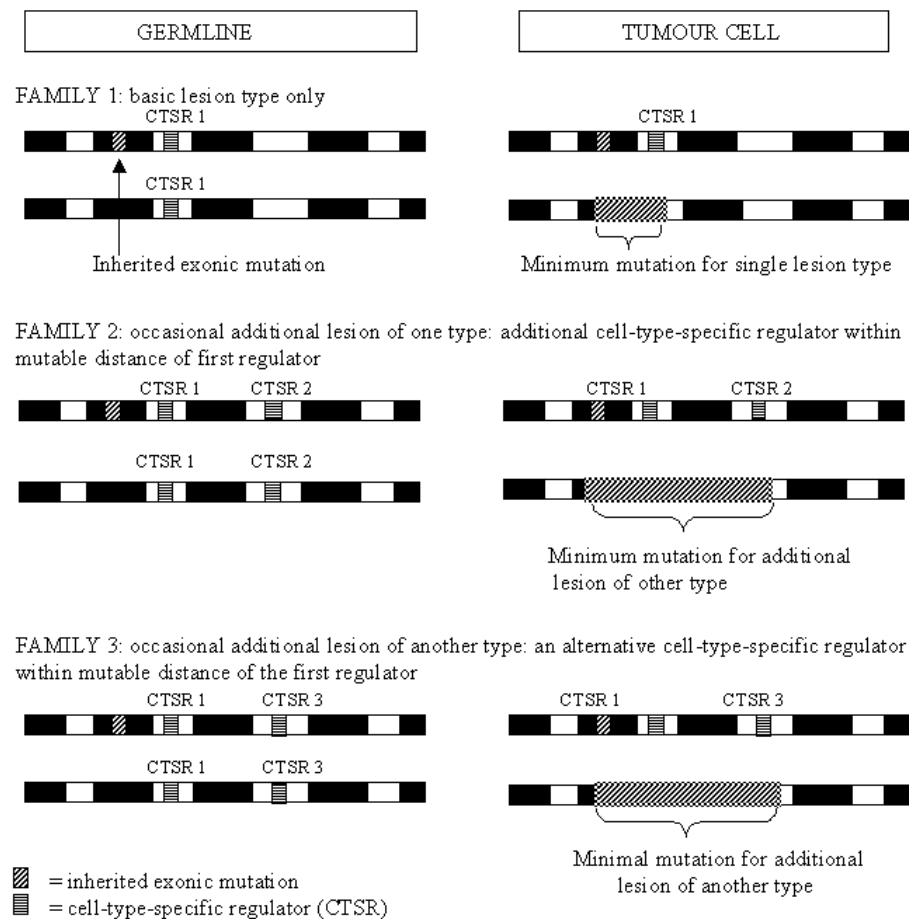 GERMLINE
TUMOUR CELL
FAMILY 1: basic lesion type only
CTSR 1
CTSR 1
CTSR 1
Inherited exonic mutation
Minimum mutation for single lesion type
FAMILY 2: occasional additional lesion of one type: additional cell-type-specific regulator within
mutable distance of first regulator
CTSR 1
CTSR 2
CTSR 1
CTSR 2
CTSR 1
CTSR 2
Minimum mutation for additional
lesion of other type
FAMILY 3: occasional additional lesion of another type: an alternative cell-type-specific regulator
within mutable distance of the first regulator
CTSR 1
CTSR 3
CTSR 1
CTSR 3
CTSR 1
CTSR 3
Minimal mutation for additional
lesion of another type
= inherited exonic mutation
= cell-type-specific regulator (CTSR)